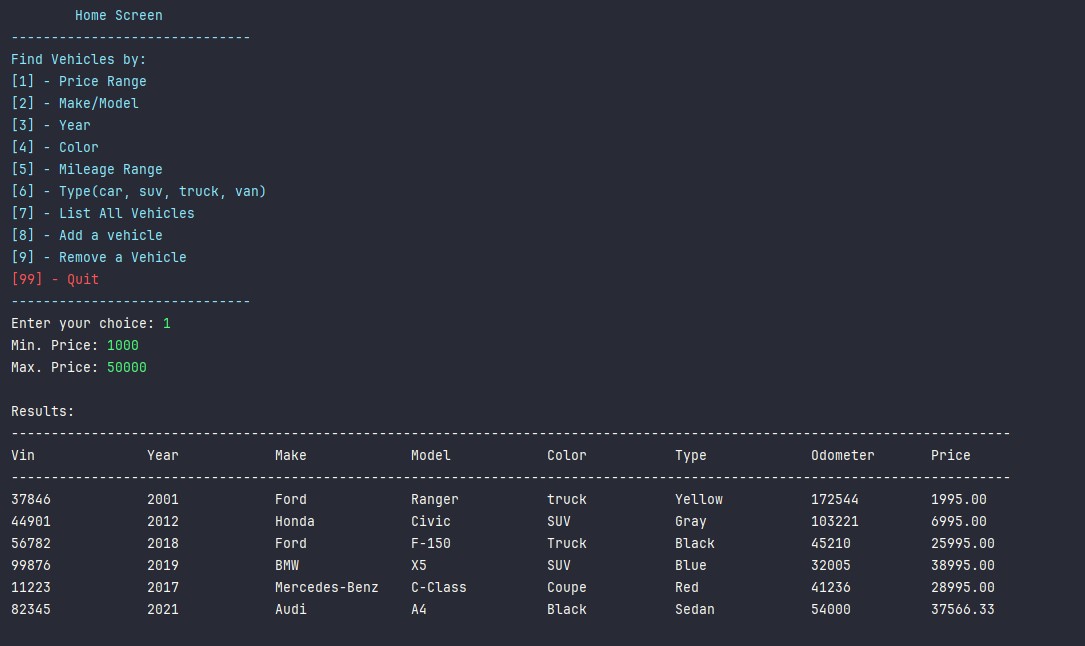 Home Screen
------------------------------
Find Vehicles by:
[1] - Price Range
[2] - Make/Model
[3] - Year
[4] - Color
[5] - Mileage Range
[6] - Type(car, suv, truck, van)
[7] - List All Vehicles
[8] - Add a vehicle
[9] - Remove a Vehicle
[99] - Quit
------------------------------
Enter your choice: 1
Min. Price: 1000
Max. Price: 50000
Results:
-----------------------------------------------------------------------------------------------------------------------------
Vin Year Make Model Color Type Odometer Price
-----------------------------------------------------------------------------------------------------------------------------
37846 2001 Ford Ranger truck Yellow 172544 1995.00
44901 2012 Honda Civic SUV Gray 103221 6995.00
56782 2018 Ford F-150 Truck Black 45210 25995.00
99876 2019 BMW X5 SUV Blue 32005 38995.00
11223 2017 Mercedes-Benz C-Class Coupe Red 41236 28995.00
82345 2021 Audi A4 Black Sedan 54000 37566.33